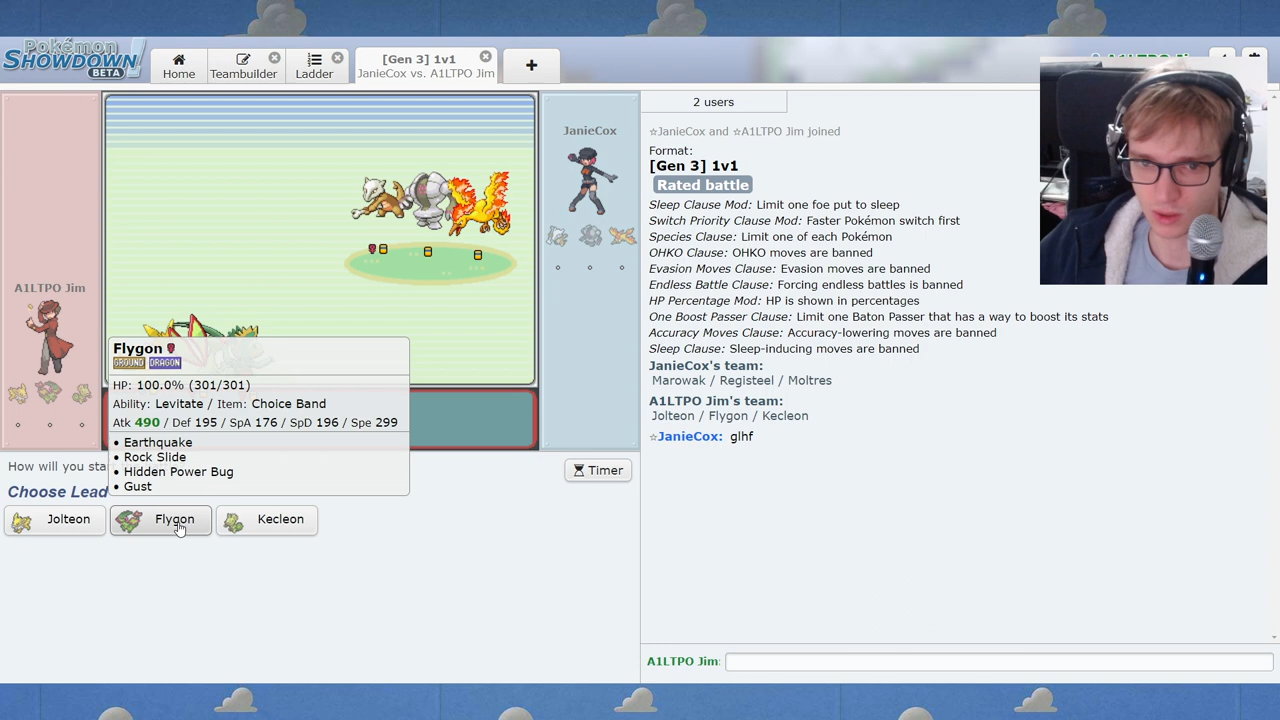 Pokémon
SHOWDOWN!
BETA
Home
Teambuilder
Ladder
[Gen 3] 1v1
JanieCox vs. A1LTPO Jim
+
A1LTPO Jim
2 users
JanieCox
A1LTPO Jim
☆JanieCox and ☆A1LTPO Jim joined
Format:
[Gen 3] 1v1
Rated battle
Sleep Clause Mod: Limit one foe put to sleep
Switch Priority Clause Mod: Faster Pokémon switch first
Species Clause: Limit one of each Pokémon
OHKO Clause: OHKO moves are banned
Evasion Moves Clause: Evasion moves are banned
Endless Battle Clause: Forcing endless battles is banned
HP Percentage Mod: HP is shown in percentages
One Boost Passer Clause: Limit one Baton Passer that has a way to boost its stats
Accuracy Moves Clause: Accuracy-lowering moves are banned
Sleep Clause: Sleep-inducing moves are banned
JanieCox's team:
Marowak / Registeel / Moltres
A1LTPO Jim's team:
Jolteon / Flygon / Kecleon
☆JanieCox: glhf
Flygon
GROUND DRAGON
HP: 100.0% (301/301)
Ability: Levitate / Item: Choice Band
Atk 490 / Def 195 / SpA 176 / SpD 196 / Spe 299
• Earthquake
• Rock Slide
• Hidden Power Bug
• Gust
How will you sta
Timer
Choose Lead
Jolteon
Flygon
Kecleon
A1LTPO Jim: